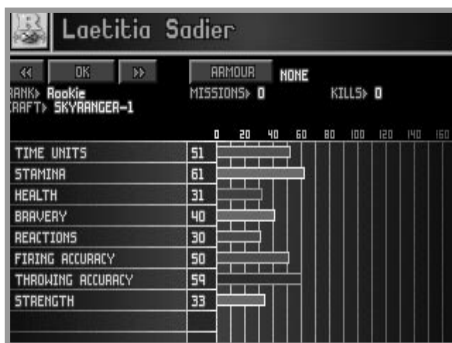 R
Laetitia Sadier
<< OK >> ARMOUR NONE
RANK> Rookie MISSIONS> 0 KILLS> 0
CRAFT> SKYRANGER-1
0 20 40 60 80 100 120 140 160
TIME UNITS 51
STAMINA 61
HEALTH 31
BRAVERY 40
REACTIONS 30
FIRING ACCURACY 50
THROWING ACCURACY 59
STRENGTH 33